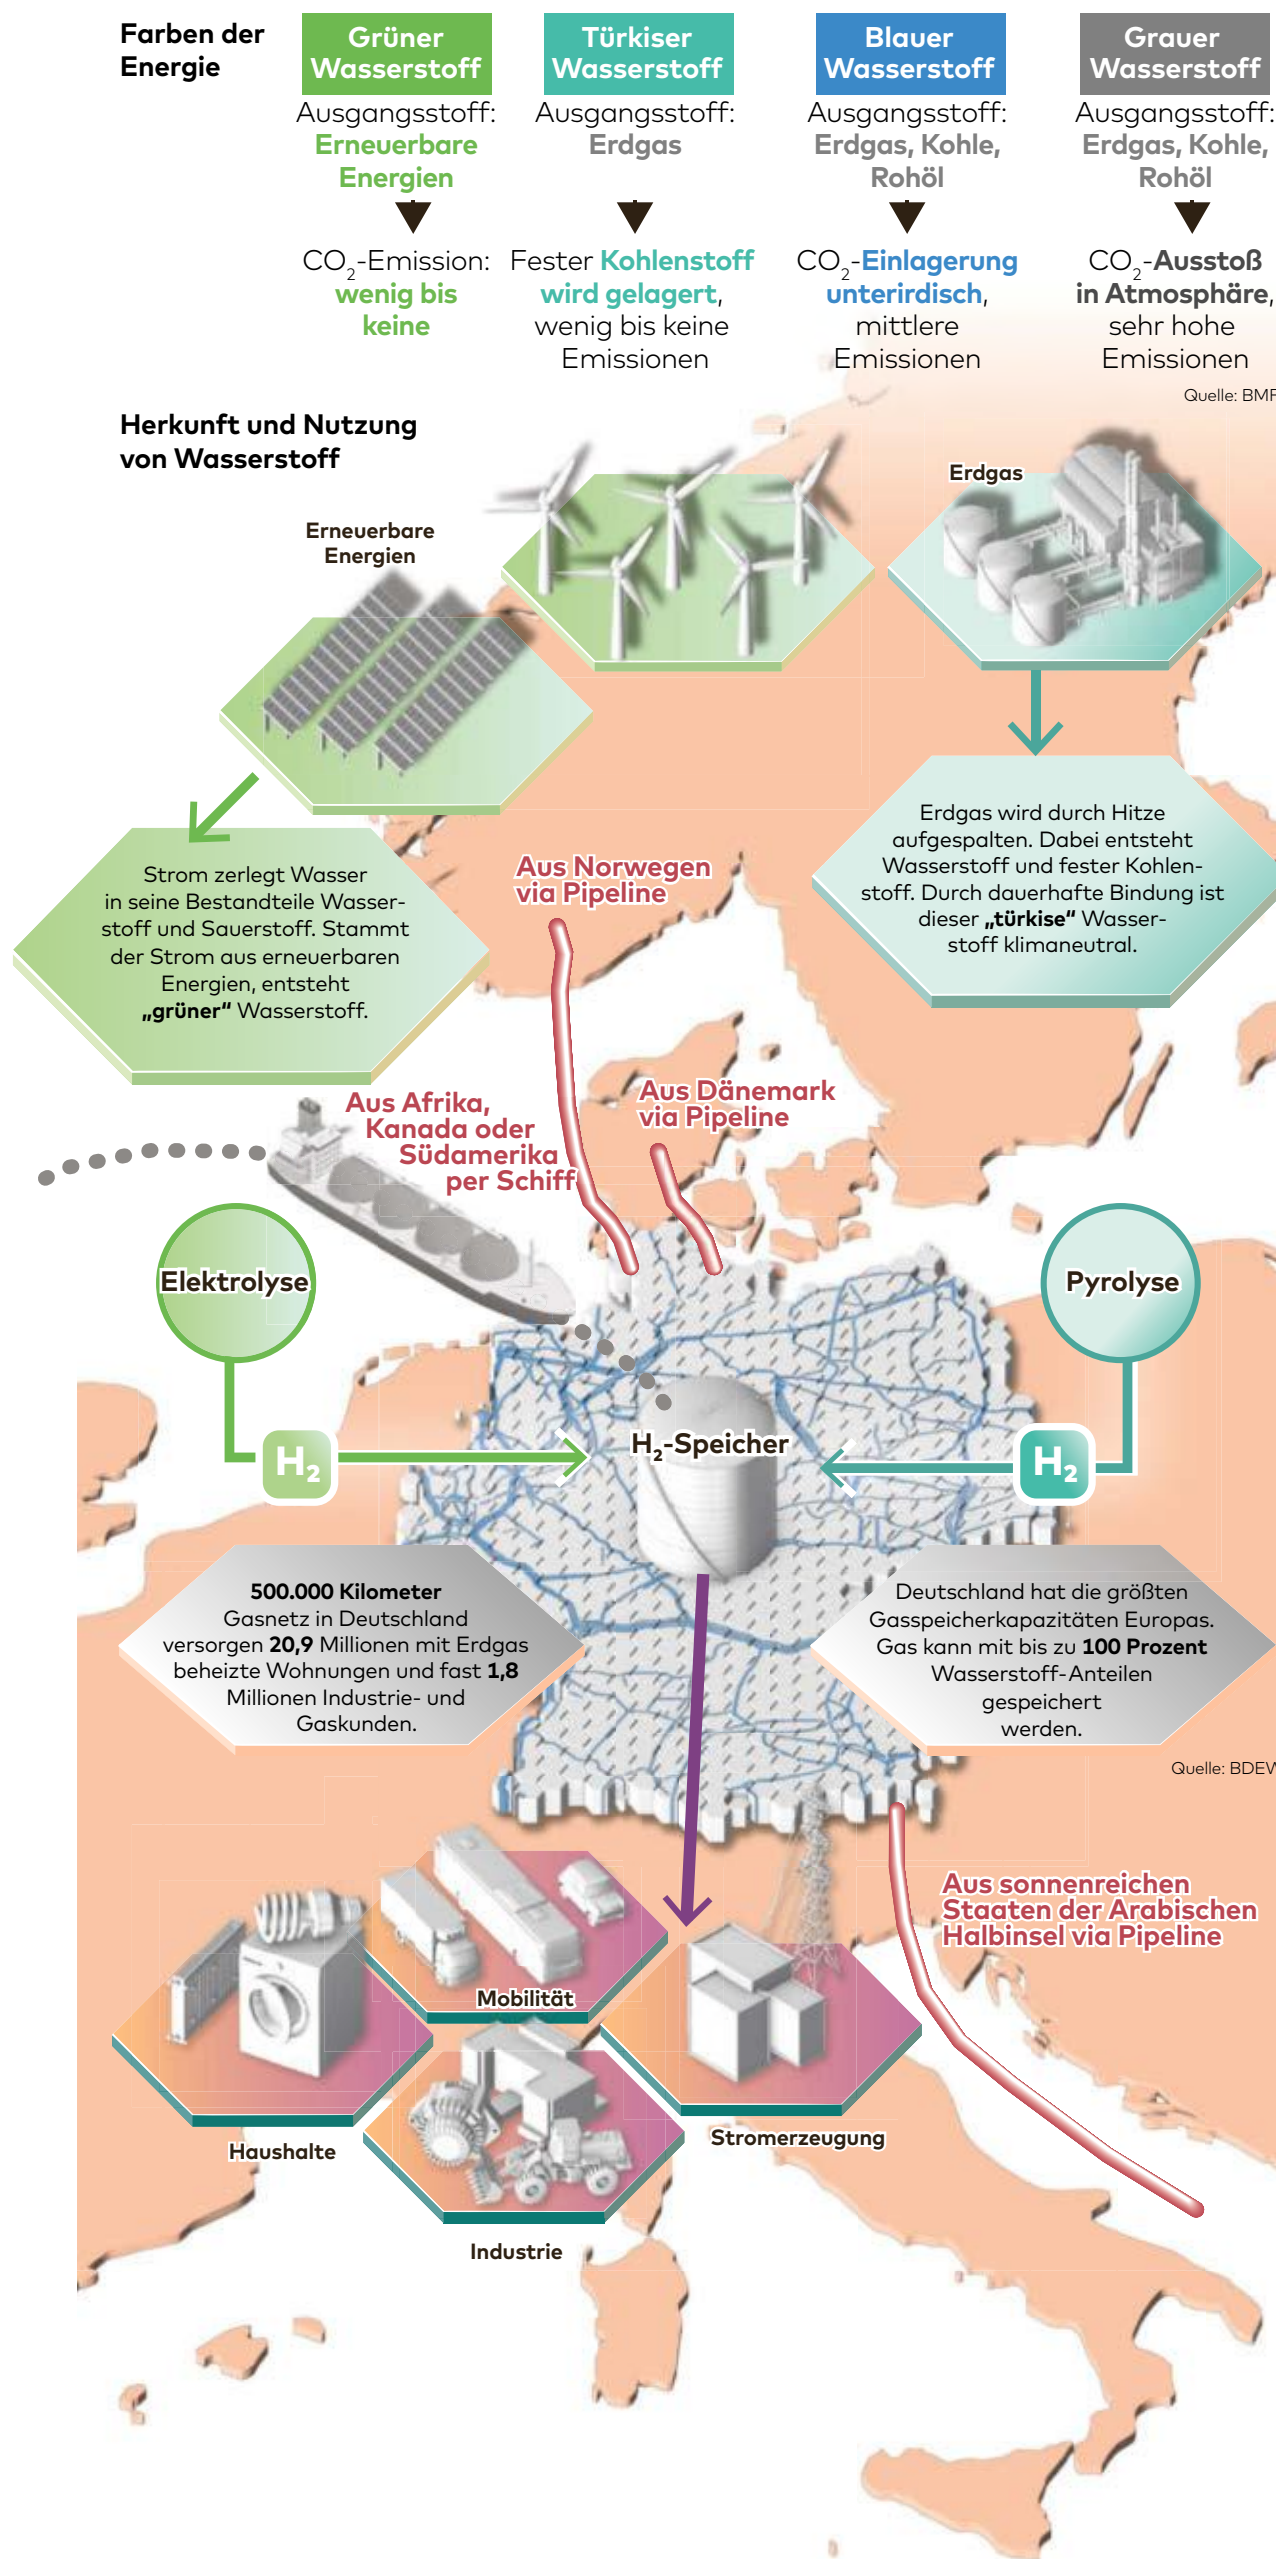 Farben der
Energie
Grüner
Wasserstoff
Ausgangsstoff:
Erneuerbare
Energien
CO₂-Emission:
wenig bis
keine
Türkiser
Wasserstoff
Ausgangsstoff:
Erdgas
Fester Kohlenstoff
wird gelagert,
wenig bis keine
Emissionen
Blauer
Wasserstoff
Ausgangsstoff:
Erdgas, Kohle,
Rohöl
CO₂-Einlagerung
unterirdisch,
mittlere
Emissionen
Grauer
Wasserstoff
Ausgangsstoff:
Erdgas, Kohle,
Rohöl
CO₂-Ausstoß
in Atmosphäre,
sehr hohe
Emissionen
Quelle:
Herkunft und Nutzung
von Wasserstoff
Erneuerbare
Energien
Erdgas
Strom zerlegt Wasser
in seine Bestandteile Wasser-
stoff und Sauerstoff. Stammt
der Strom aus erneuerbaren
Energien, entsteht
„grüner“ Wasserstoff.
Erdgas wird durch Hitze
aufgespalten. Dabei entsteht
Wasserstoff und fester Kohlen-
stoff. Durch dauerhafte Bindung ist
dieser „türkise“ Wasser-
stoff klimaneutral.
Aus Norwegen
via Pipeline
Aus Dänemark
via Pipeline
Aus Afrika,
Kanada oder
Südamerika
per Schiff
Elektrolyse
Pyrolyse
H₂
H₂-Speicher
H₂
500.000 Kilometer
Gasnetz in Deutschland
versorgen 20,9 Millionen mit Erdgas
beheizte Wohnungen und fast 1,8
Millionen Industrie- und
Gaskunden.
Deutschland hat die größten
Gasspeicherkapazitäten Europas.
Gas kann mit bis zu 100 Prozent
Wasserstoff-Anteilen
gespeichert
werden.
Quelle: BDEW
Aus sonnenreichen
Staaten der Arabischen
Halbinsel via Pipeline
Mobilität
Haushalte
Stromerzeugung
Industrie